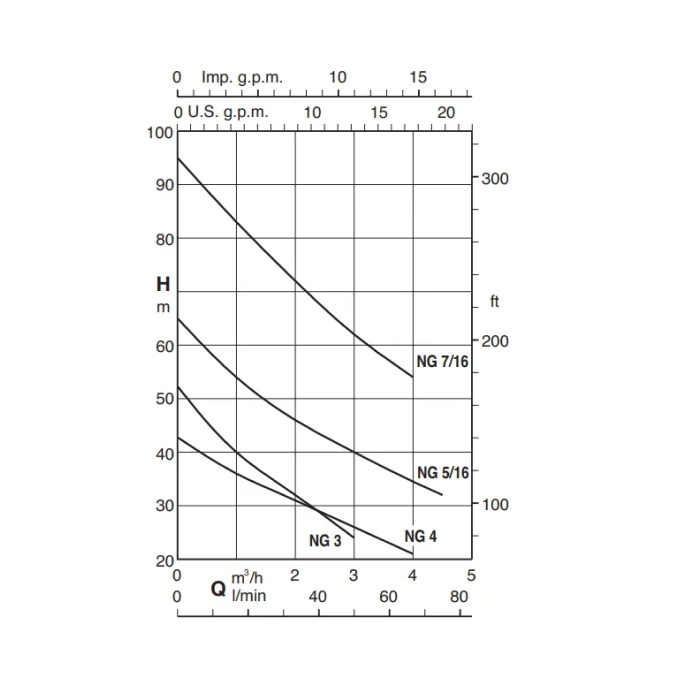 0 Imp. g.p.m. 10 15
0 U.S. g.p.m. 10 15 20
100
90
300
80
H
m
ft
60
200
NG 7/16
50
40
NG 5/16
30
100
NG 3
NG 4
20
0 m³/h 2 3 4 5
Q
0 l/min 40 60 80